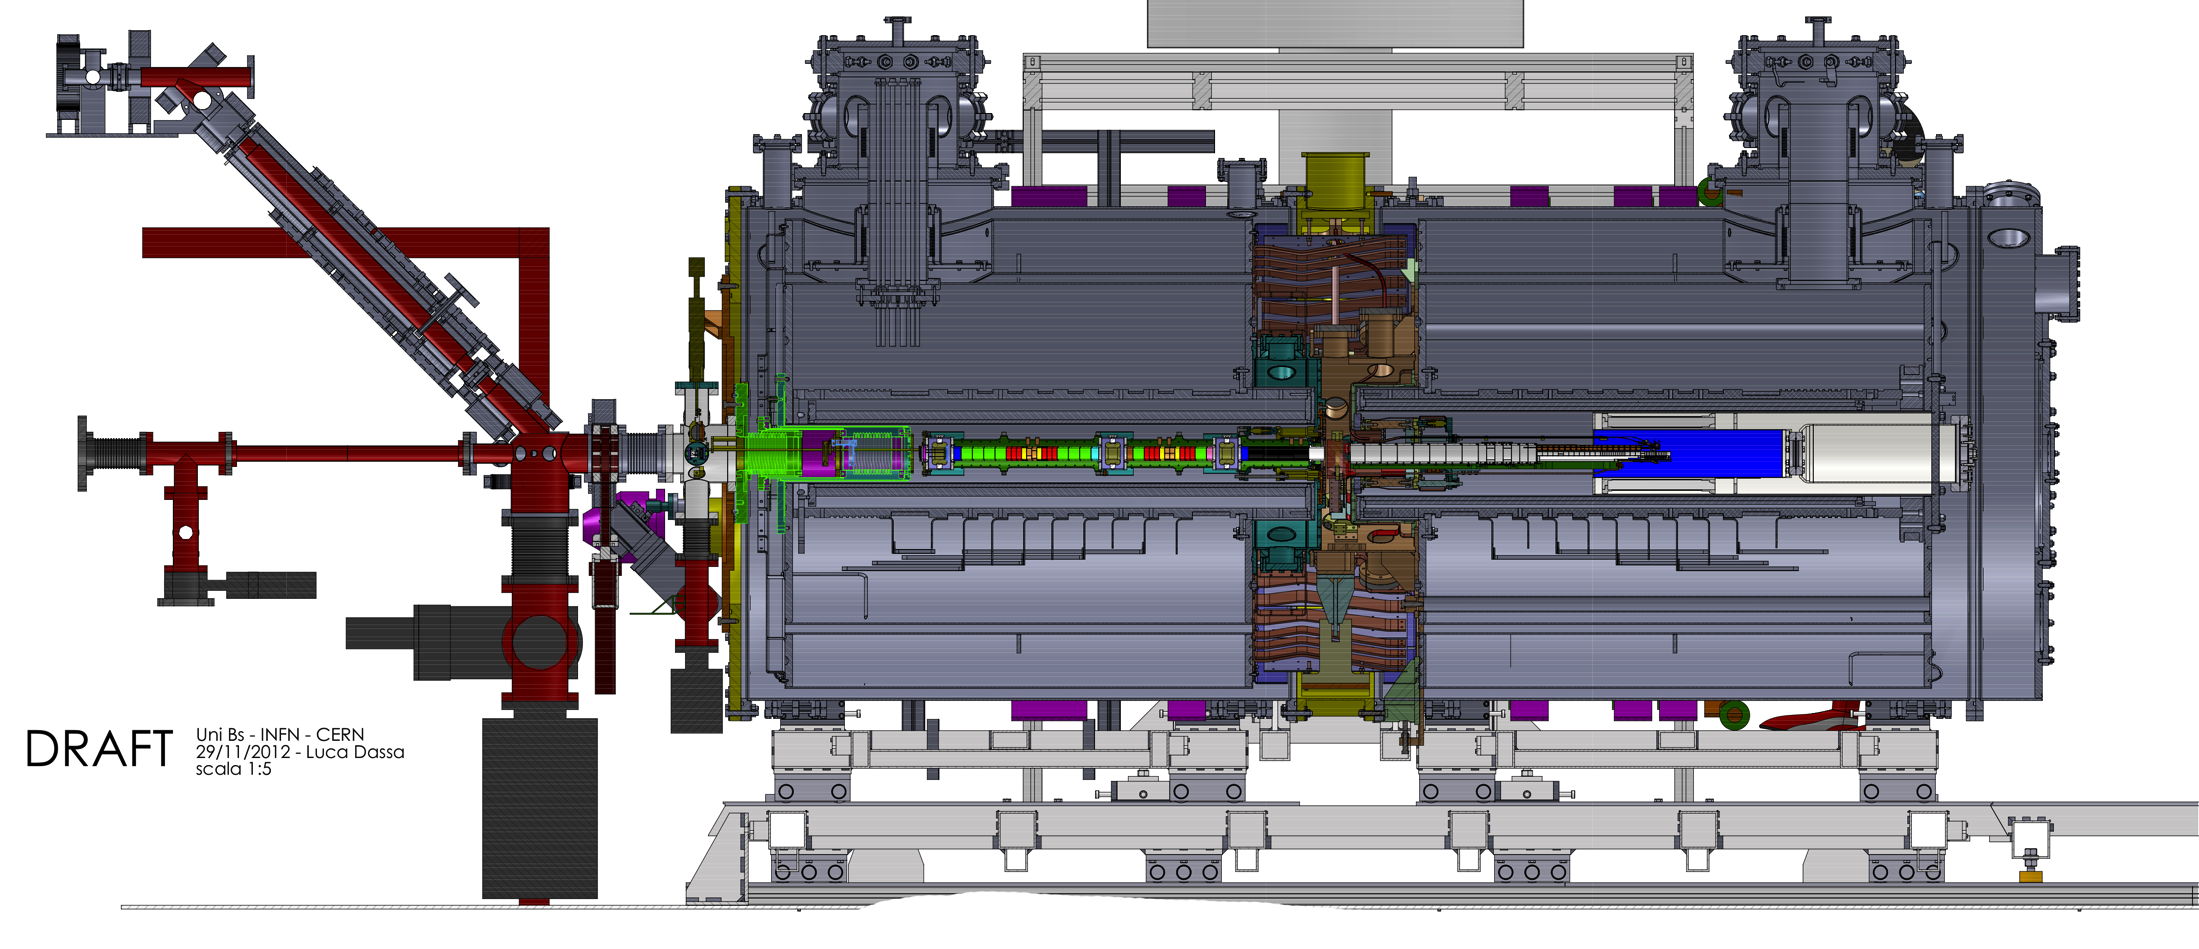 DRAFT
Uni Bs - INFN - CERN
29/11/2012 - Luca Dassa
scala 1:5